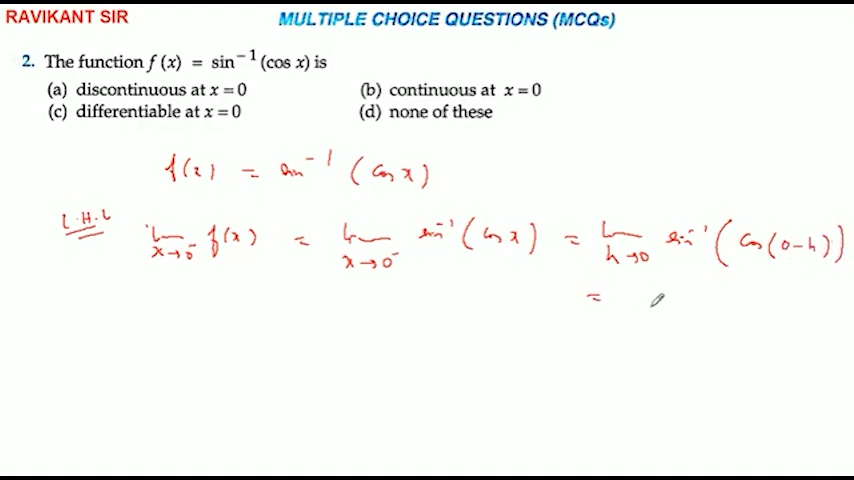 RAVIKANT SIR
MULTIPLE CHOICE QUESTIONS (MCQs)
2. The function f (x) = sin⁻¹ (cos x) is
(a) discontinuous at x = 0 (b) continuous at x = 0
(c) differentiable at x = 0 (d) none of these
f(x) = sin⁻¹ (cos x)
L.H.L lim x→0⁻ f(x) = lim x→0⁻ sin⁻¹ (cos x) = lim h→0 sin⁻¹ (cos (0-h))
=